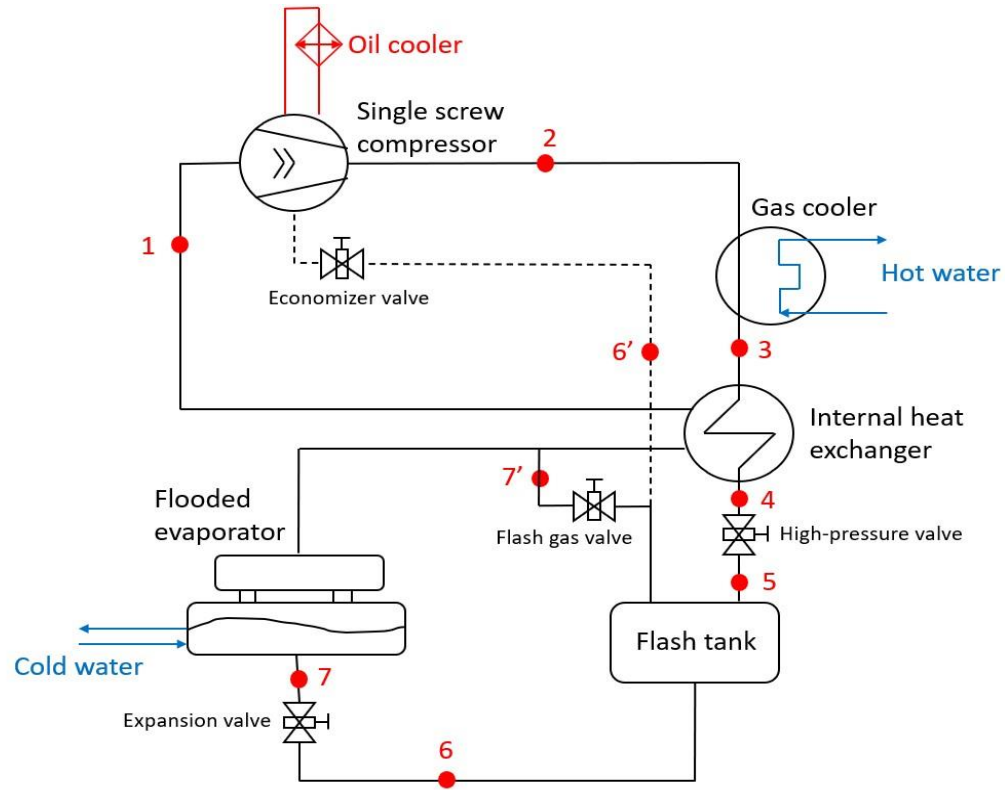 Oil cooler
Single screw
compressor
2
Gas cooler
1
Hot water
Economizer valve
6’
3
Internal heat
exchanger
7’
4
Flooded
evaporator
Flash gas valve
High-pressure valve
5
Flash tank
Cold water
7
Expansion valve
6